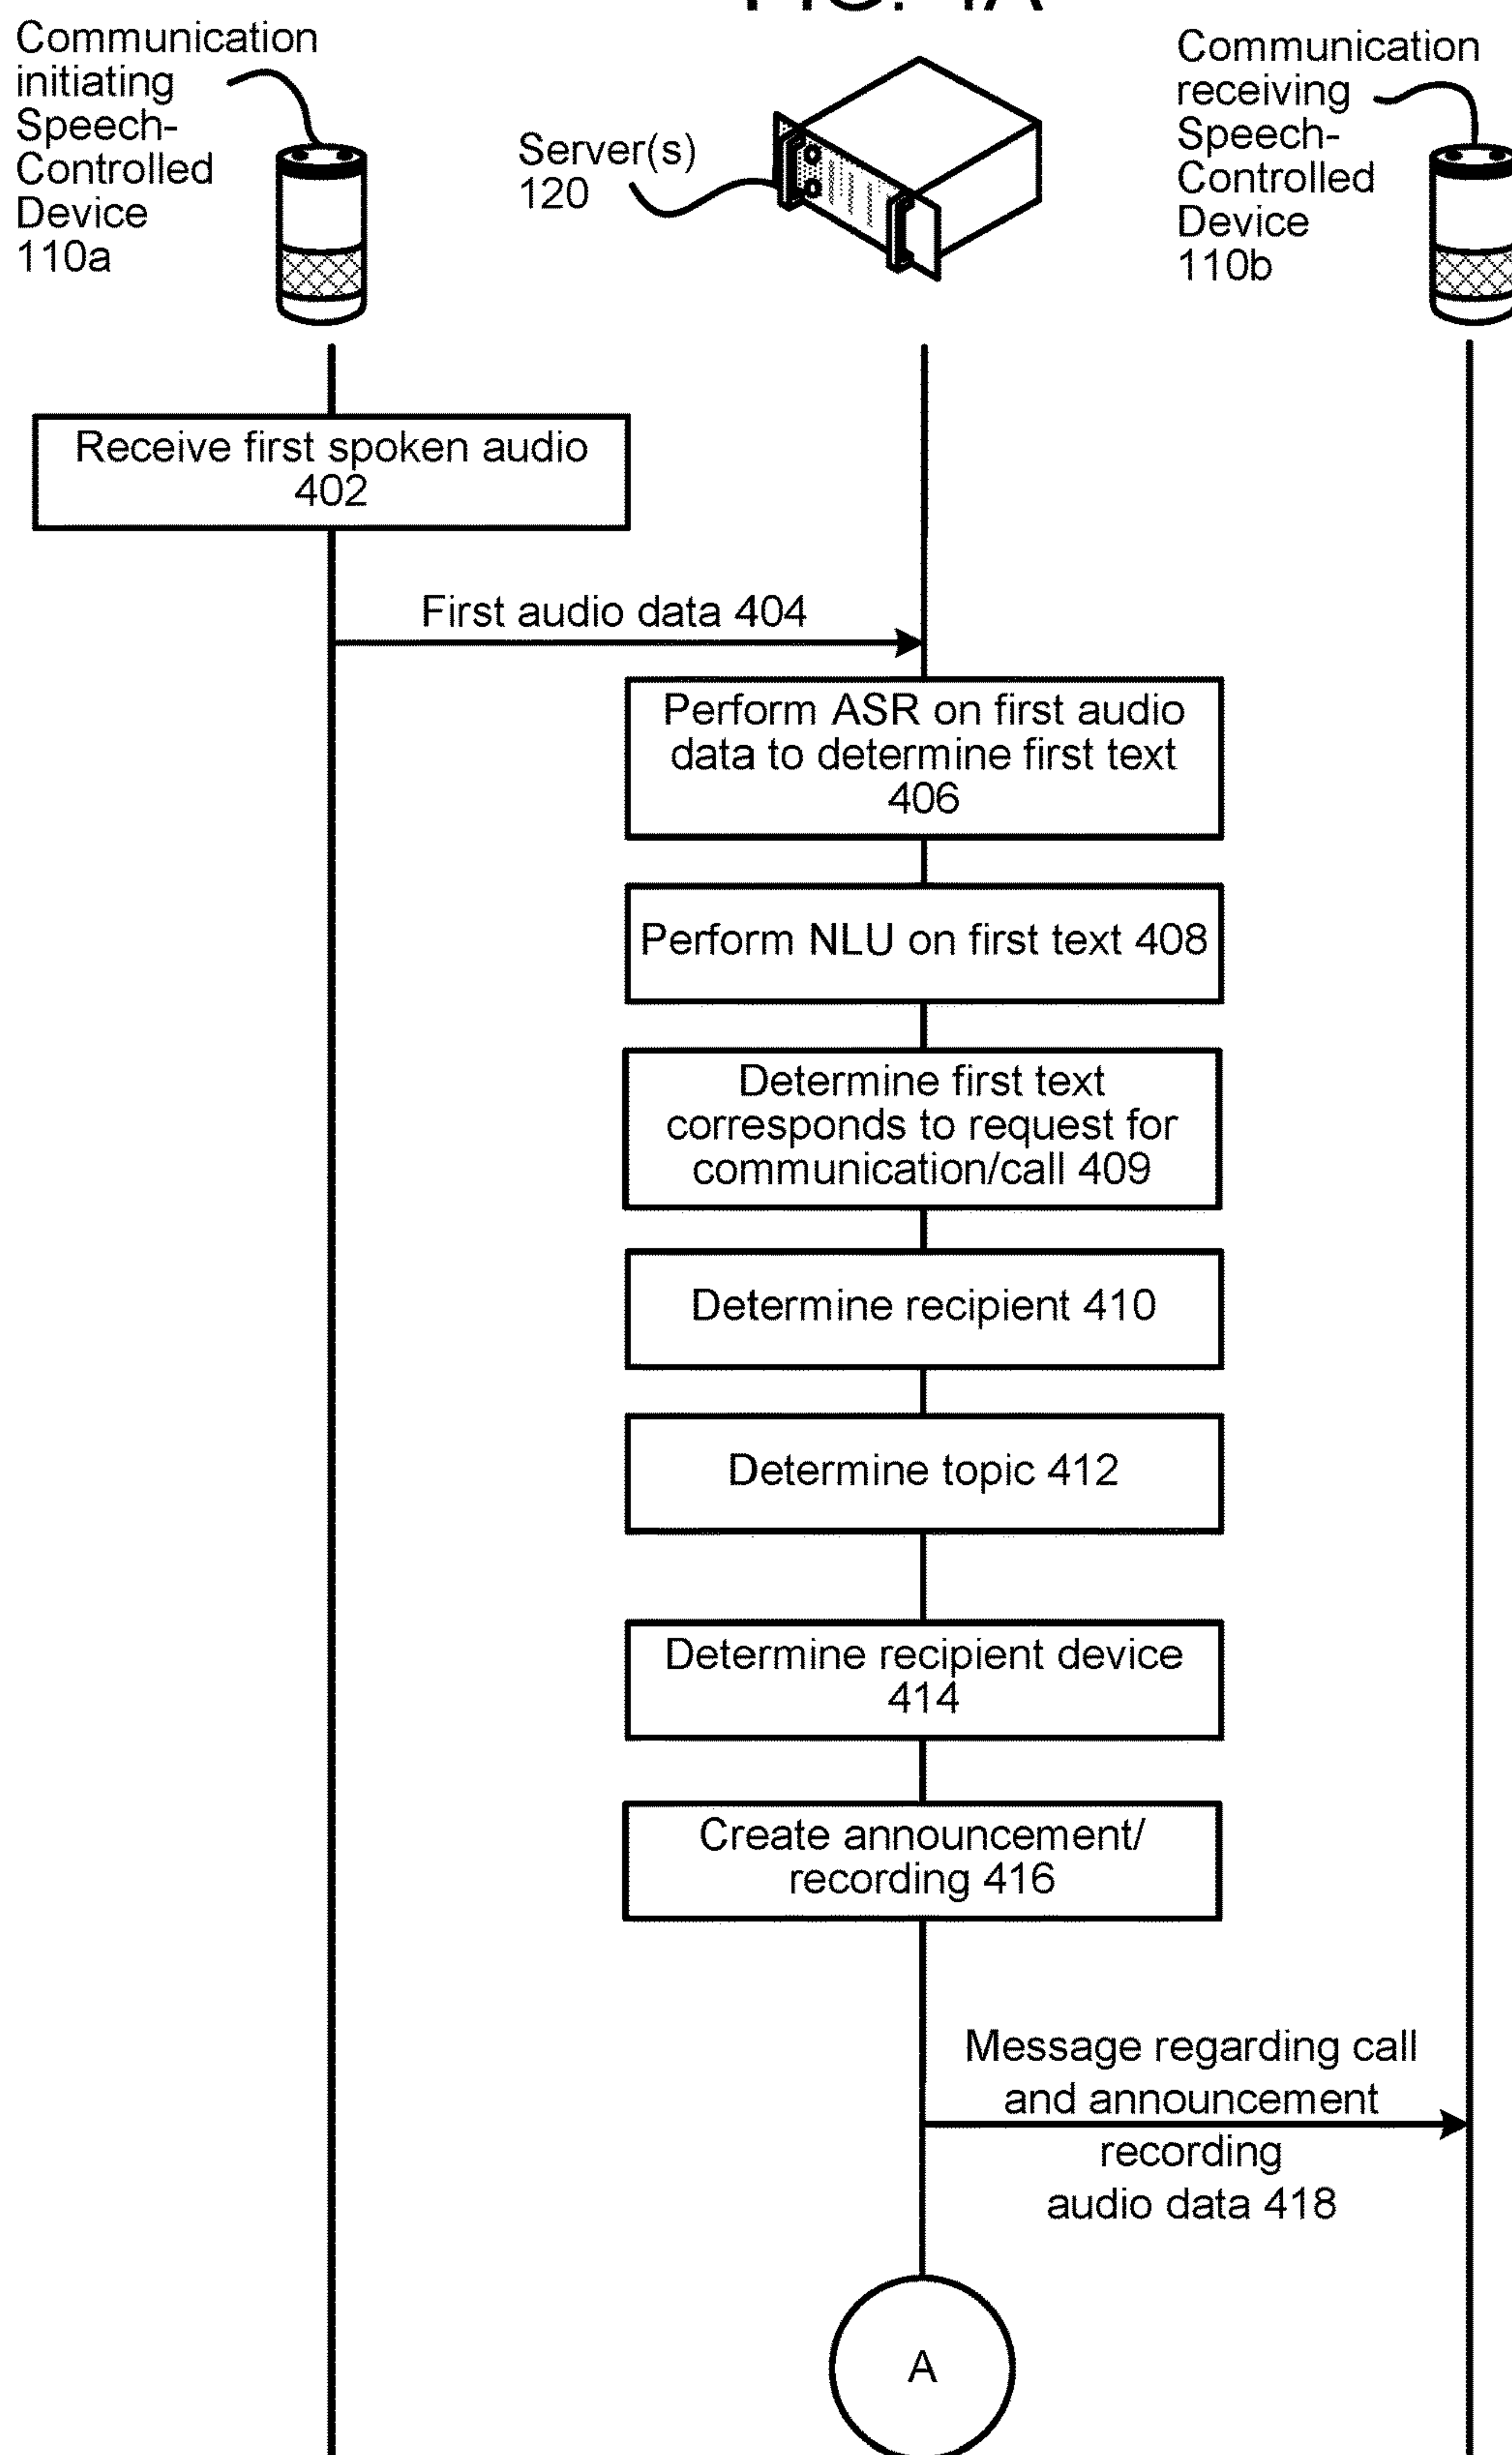 FIG. 4A
Communication
initiating
Speech-
Controlled
Device
110a
Server(s)
120
Communication
receiving
Speech-
Controlled
Device
110b
Receive first spoken audio
402
First audio data 404
Perform ASR on first audio
data to determine first text
406
Perform NLU on first text 408
Determine first text
corresponds to request for
communication/call 409
Determine recipient 410
Determine topic 412
Determine recipient device
414
Create announcement/
recording 416
Message regarding call
and announcement
recording
audio data 418
A